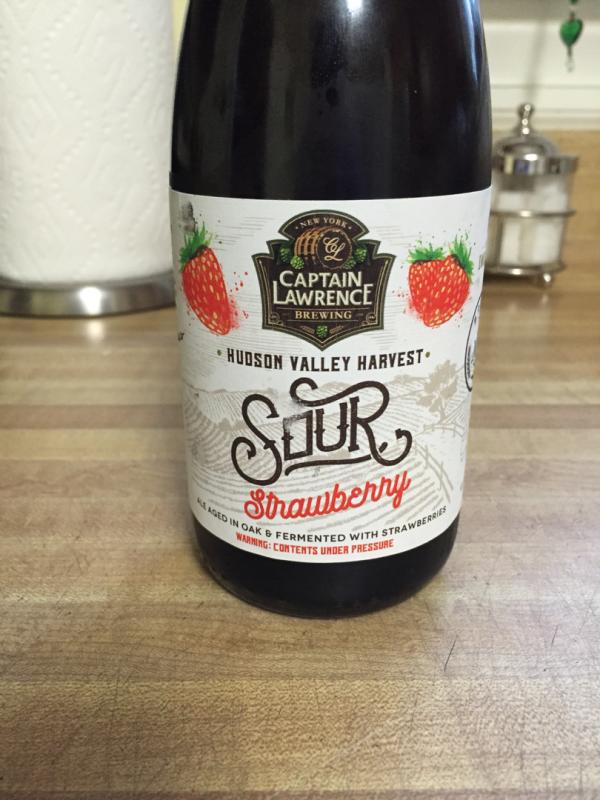 NEW YORK
CL
CAPTAIN
LAWRENCE
BREWING
HUDSON VALLEY HARVEST
SOUR
Strawberry
ALE AGED IN OAK & FERMENTED WITH STRAWBERRIES
WARNING: CONTENTS UNDER PRESSURE